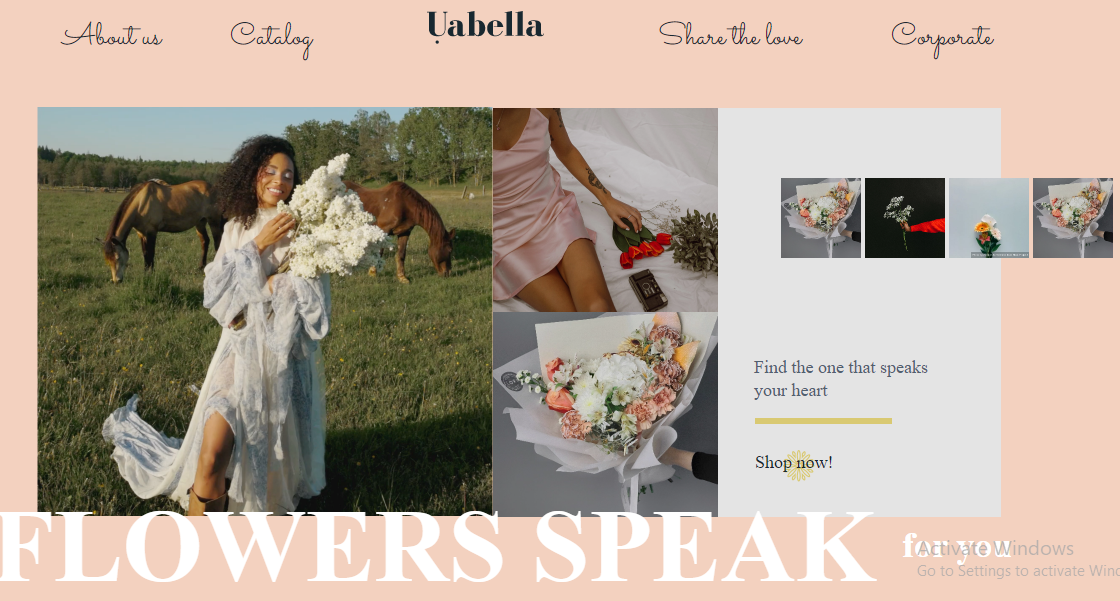 About us
Catalog
Uabella
Share the love
Corporate
Find the one that speaks
your heart
Shop now!
FLOWERS SPEAK
for you
Activate Windows
Go to Settings to activate Wind